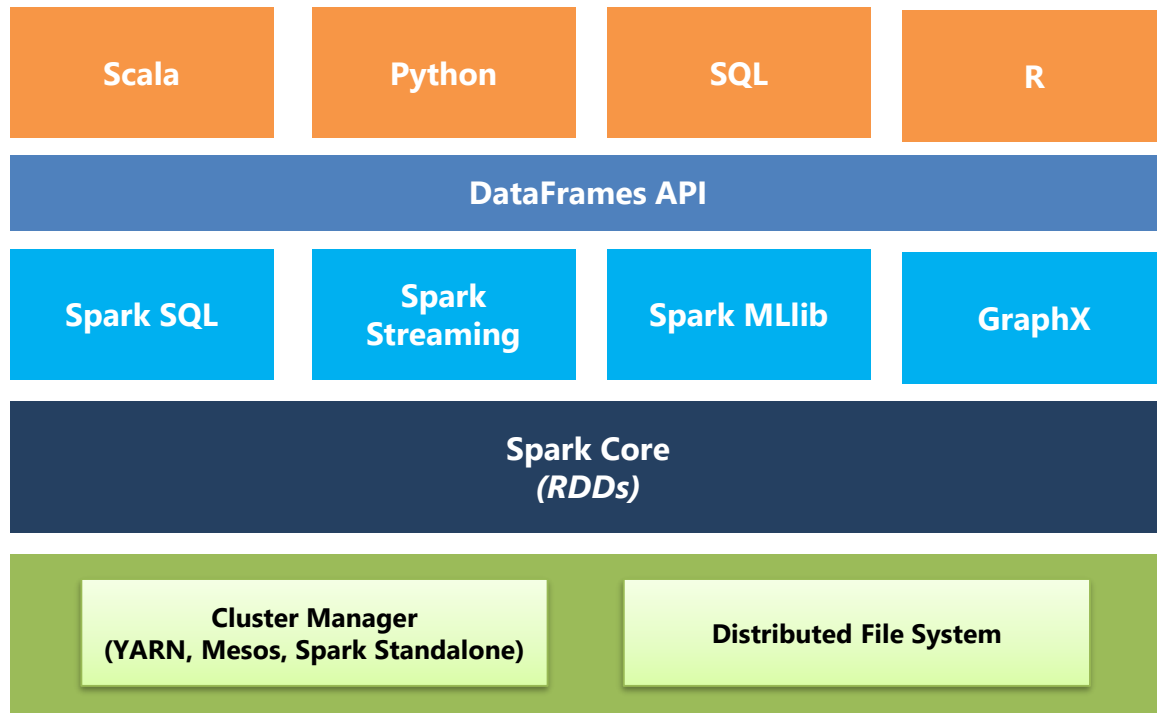 Scala
Python
SQL
R
DataFrames API
Spark SQL
Spark
Streaming
Spark MLlib
GraphX
Spark Core
(RDDs)
Cluster Manager
(YARN, Mesos, Spark Standalone)
Distributed File System